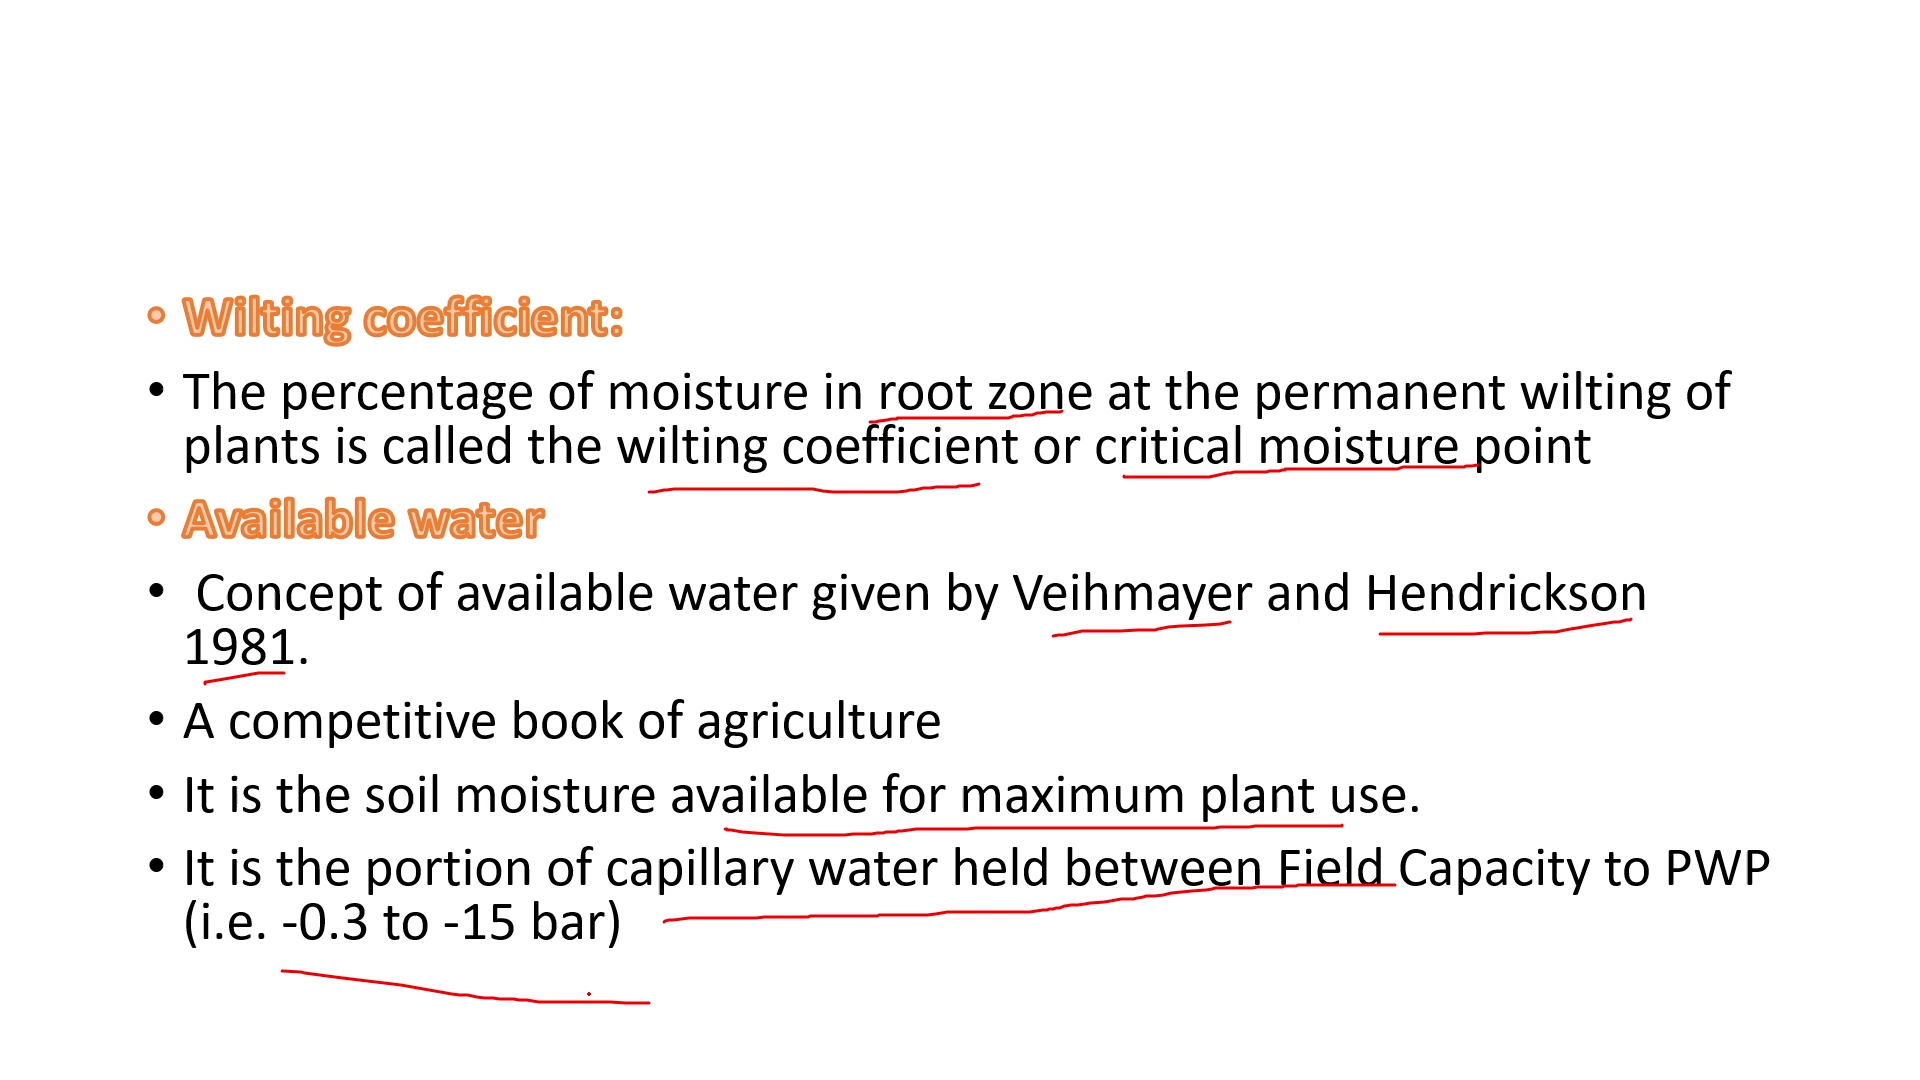 • Wilting coefficient:
• The percentage of moisture in root zone at the permanent wilting of
plants is called the wilting coefficient or critical moisture point
• Available water
• Concept of available water given by Veihmayer and Hendrickson
1981.
• A competitive book of agriculture
• It is the soil moisture available for maximum plant use.
• It is the portion of capillary water held between Field Capacity to PWP
(i.e. -0.3 to -15 bar)